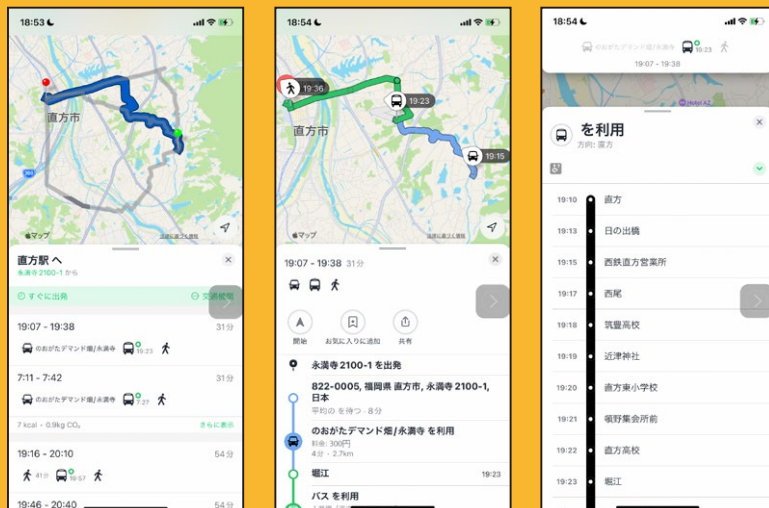 18:53
直方市
マップ
直方駅 へ
永満寺2100-1 から
すぐに出発
19:07 - 19:38
31分
のおがたデマンド畑/永満寺
19:23
7:11 - 7:42
31分
のおがたデマンド畑/永満寺
7:27
7 kcal・0.9kg CO₂
さらに表示
19:16 - 20:10
54分
41分
19:57
19:46 - 20:40
54分
18:54
19:36
19:23
直方市
19:15
マップ
19:07 - 19:38 31分
開始
お気に入りに追加
共有
永満寺2100-1 を出発
822-0005, 福岡県 直方市, 永満寺 2100-1,
日本
平均の を待つ・8分
のおがたデマンド畑/永満寺 を利用
料金: 300円
4分・2.7km
堀江
19:23
バス を利用
18:54
のおがたデマンド畑/永満寺
19:23
19:07 - 19:38
Hotel AZ
を利用
方向: 直方
19:10 直方
19:13 日の出橋
19:15 西鉄直方営業所
19:17 西尾
19:18 筑豊高校
19:19 近津神社
19:20 直方東小学校
19:21 頓野集会所前
19:22 直方高校
19:23 堀江